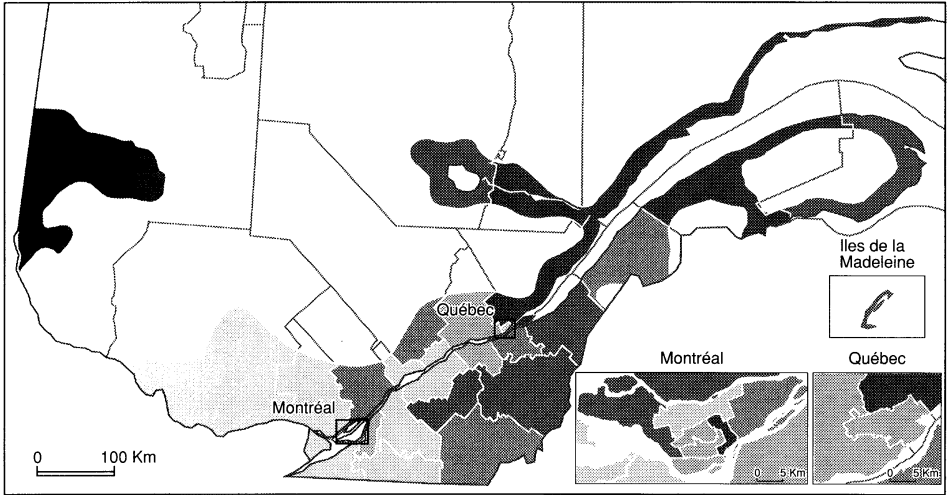 Québec
Iles de la
Madeleine
Montréal
Québec
Montréal
0 100 Km
0 5 Km
0 5 Km